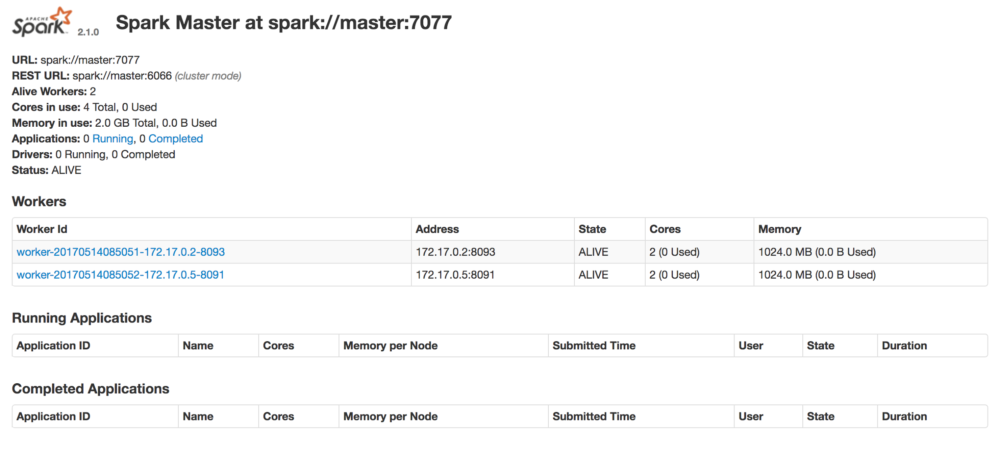 APACHE
Spark 2.1.0 Spark Master at spark://master:7077
URL: spark://master:7077
REST URL: spark://master:6066 (cluster mode)
Alive Workers: 2
Cores in use: 4 Total, 0 Used
Memory in use: 2.0 GB Total, 0.0 B Used
Applications: 0 Running, 0 Completed
Drivers: 0 Running, 0 Completed
Status: ALIVE
Workers
Worker Id Address State Cores Memory
worker-20170514085051-172.17.0.2-8093 172.17.0.2:8093 ALIVE 2 (0 Used) 1024.0 MB (0.0 B Used)
worker-20170514085052-172.17.0.5-8091 172.17.0.5:8091 ALIVE 2 (0 Used) 1024.0 MB (0.0 B Used)
Running Applications
Application ID Name Cores Memory per Node Submitted Time User State Duration
Completed Applications
Application ID Name Cores Memory per Node Submitted Time User State Duration